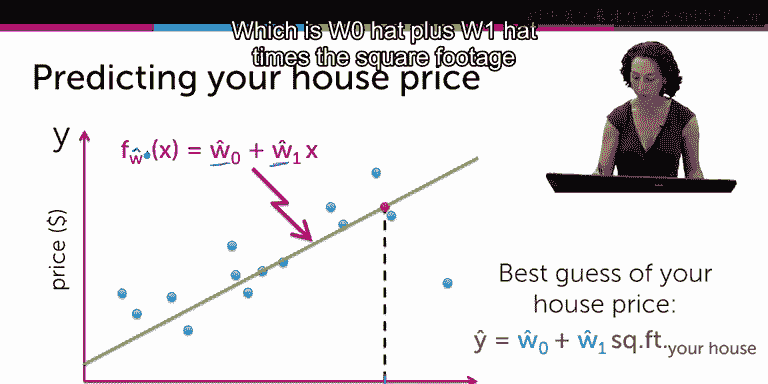 Which is W0 hat plus W1 hat
times the square footage
Predicting your house price
y
f_ŵ(x) = ŵ₀ + ŵ₁ x
price ($)
Best guess of your
house price:
ŷ = ŵ₀ + ŵ₁ sq.ft._your house